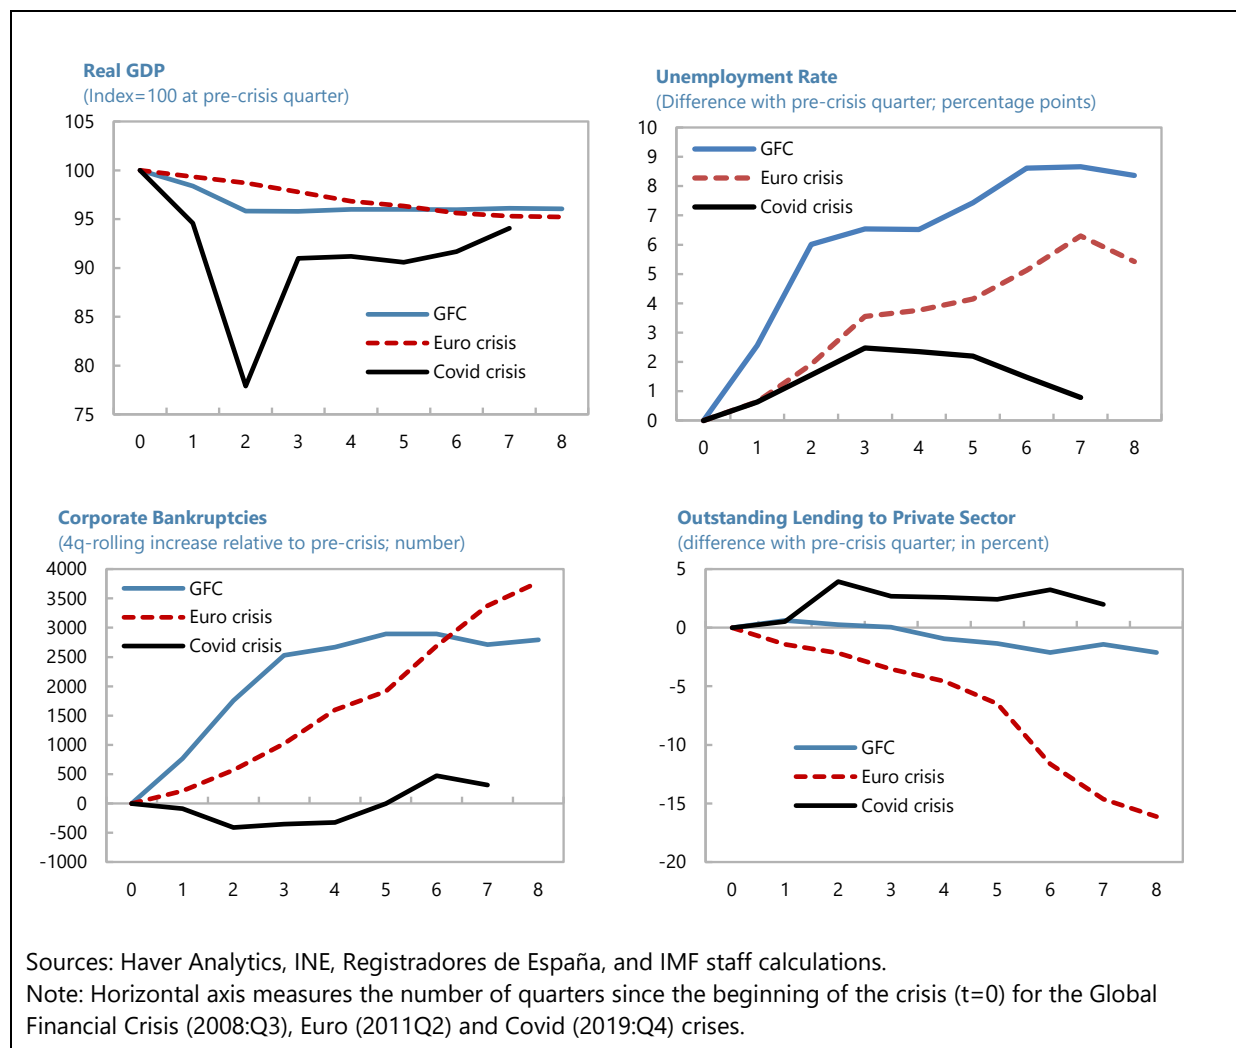 Real GDP
(Index=100 at pre-crisis quarter)
105
100
95
90
85
80
75
GFC
Euro crisis
Covid crisis
0 1 2 3 4 5 6 7 8
Unemployment Rate
(Difference with pre-crisis quarter; percentage points)
10
9
8
7
6
5
4
3
2
1
0
GFC
Euro crisis
Covid crisis
0 1 2 3 4 5 6 7 8
Corporate Bankruptcies
(4q-rolling increase relative to pre-crisis; number)
4000
3500
3000
2500
2000
1500
1000
500
0
-500
-1000
GFC
Euro crisis
Covid crisis
0 1 2 3 4 5 6 7 8
Outstanding Lending to Private Sector
(difference with pre-crisis quarter; in percent)
5
0
-5
-10
-15
-20
GFC
Euro crisis
Covid crisis
0 1 2 3 4 5 6 7 8
Sources: Haver Analytics, INE, Registradores de España, and IMF staff calculations.
Note: Horizontal axis measures the number of quarters since the beginning of the crisis (t=0) for the Global
Financial Crisis (2008:Q3), Euro (2011Q2) and Covid (2019:Q4) crises.